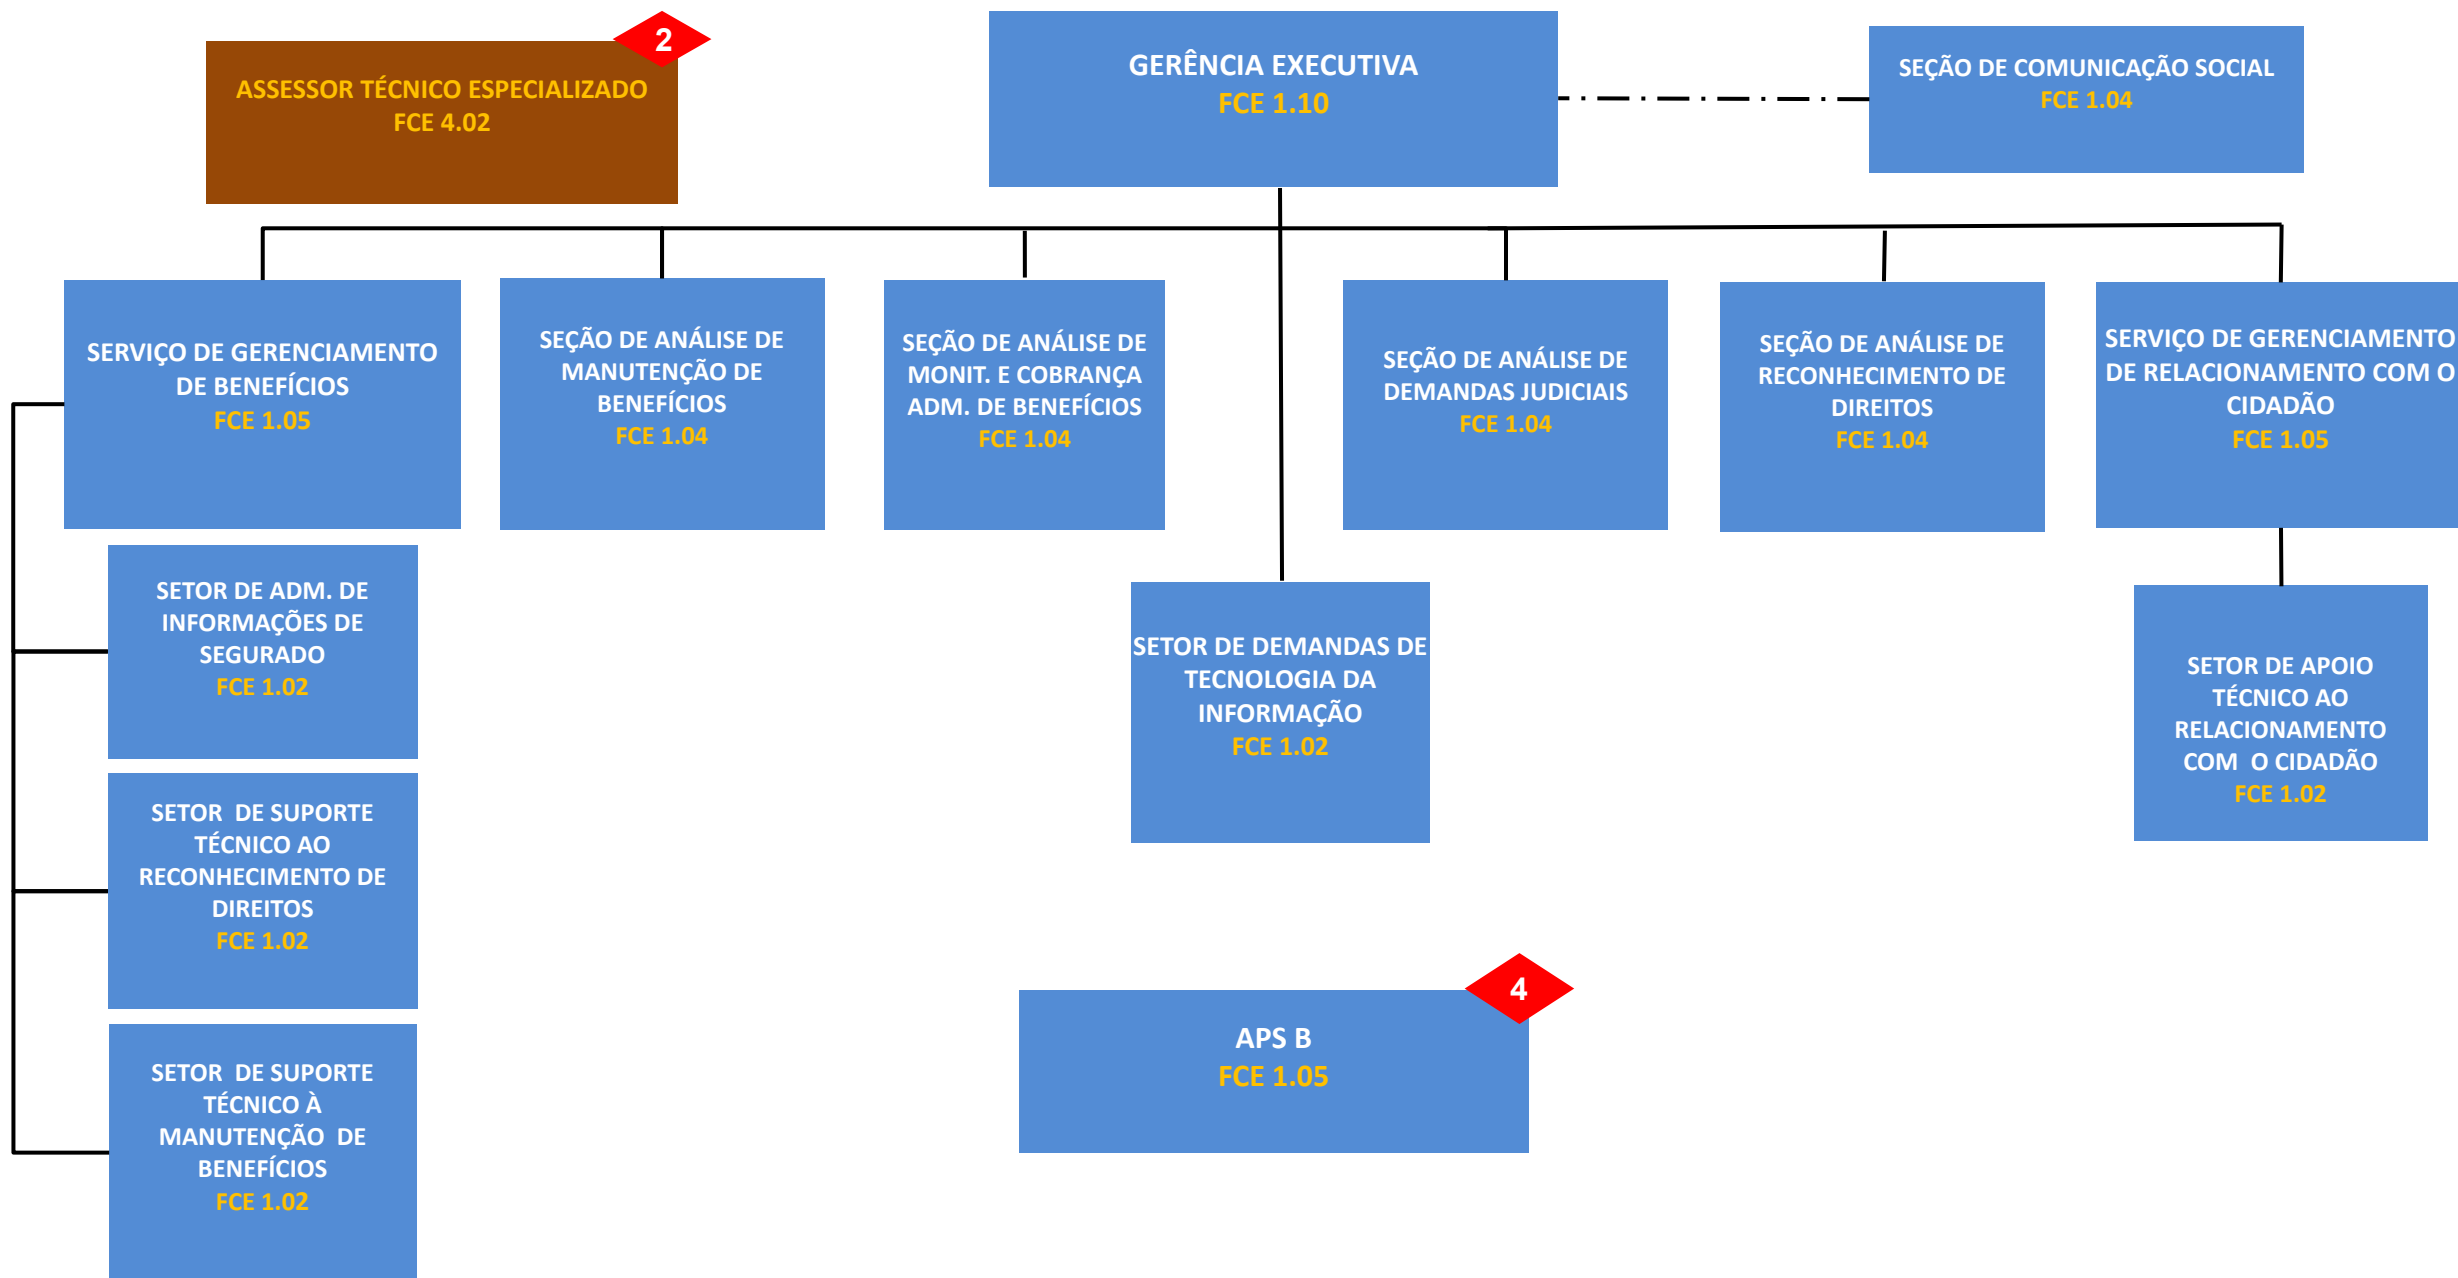 2
ASSESSOR TÉCNICO ESPECIALIZADO
FCE 4.02
GERÊNCIA EXECUTIVA
FCE 1.10
SEÇÃO DE COMUNICAÇÃO SOCIAL
FCE 1.04
SERVIÇO DE GERENCIAMENTO
DE BENEFÍCIOS
FCE 1.05
SEÇÃO DE ANÁLISE DE
MANUTENÇÃO DE
BENEFÍCIOS
FCE 1.04
SEÇÃO DE ANÁLISE DE
MONIT. E COBRANÇA
ADM. DE BENEFÍCIOS
FCE 1.04
SEÇÃO DE ANÁLISE DE
DEMANDAS JUDICIAIS
FCE 1.04
SEÇÃO DE ANÁLISE DE
RECONHECIMENTO DE
DIREITOS
FCE 1.04
SERVIÇO DE GERENCIAMENTO
DE RELACIONAMENTO COM O
CIDADÃO
FCE 1.05
SETOR DE ADM. DE
INFORMAÇÕES DE
SEGURADO
FCE 1.02
SETOR DE DEMANDAS DE
TECNOLOGIA DA
INFORMAÇÃO
FCE 1.02
SETOR DE APOIO
TÉCNICO AO
RELACIONAMENTO
COM O CIDADÃO
FCE 1.02
SETOR DE SUPORTE
TÉCNICO AO
RECONHECIMENTO DE
DIREITOS
FCE 1.02
4
APS B
FCE 1.05
SETOR DE SUPORTE
TÉCNICO À
MANUTENÇÃO DE
BENEFÍCIOS
FCE 1.02